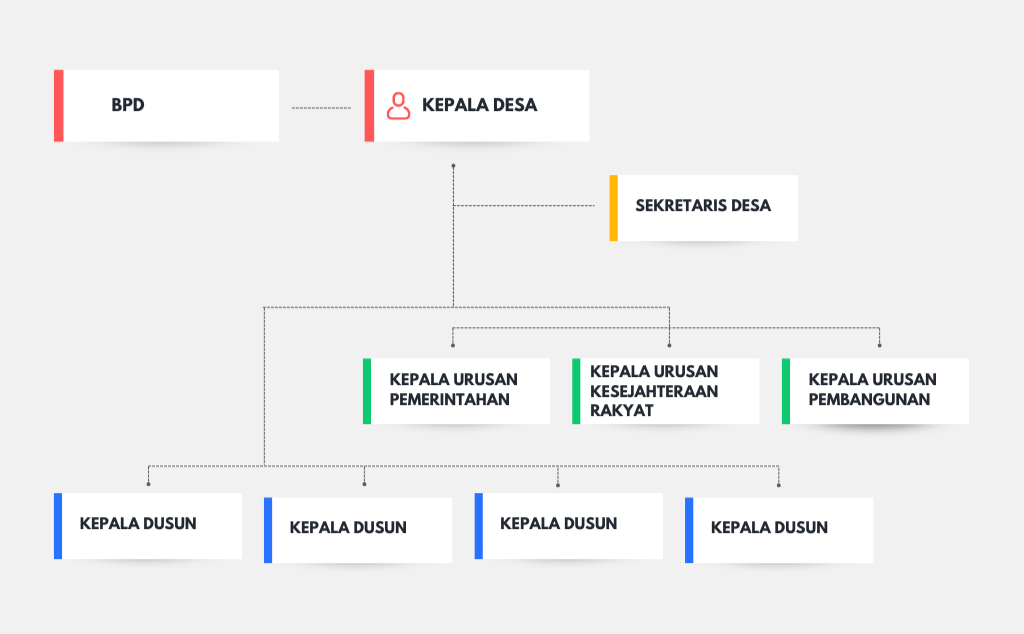 BPD
KEPALA DESA
SEKRETARIS DESA
KEPALA URUSAN
PEMERINTAHAN
KEPALA URUSAN
KESEJAHTERAAN
RAKYAT
KEPALA URUSAN
PEMBANGUNAN
KEPALA DUSUN
KEPALA DUSUN
KEPALA DUSUN
KEPALA DUSUN